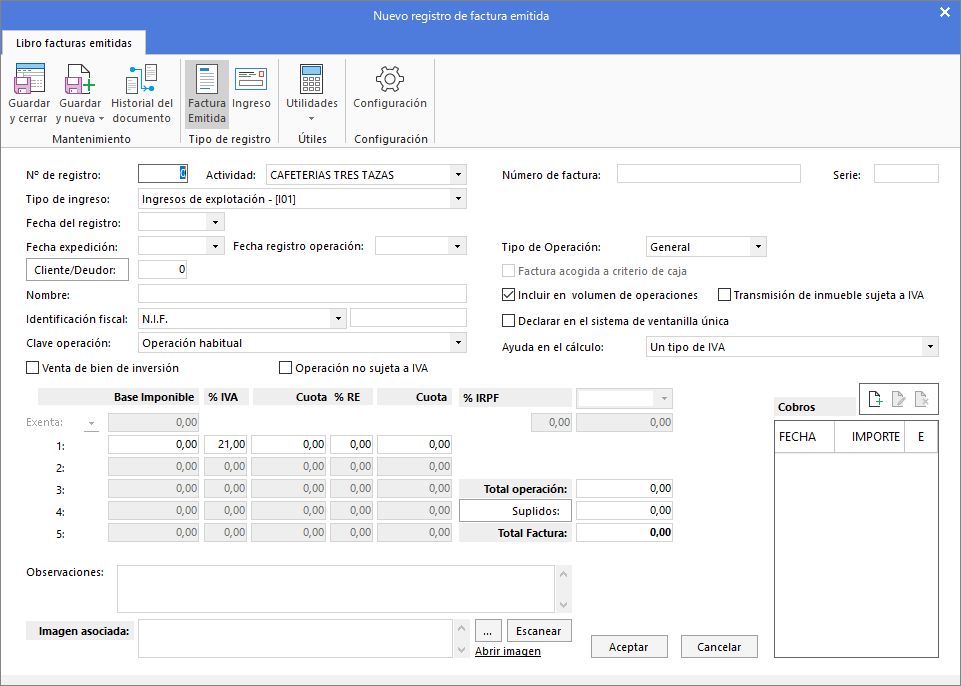 Nuevo registro de factura emitida
Libro facturas emitidas
Guardar y cerrar
Guardar y nueva
Historial del documento
Factura Emitida
Ingreso
Utilidades
Configuración
Mantenimiento
Tipo de registro
Útiles
Configuración
Nº de registro: 0
Actividad: CAFETERIAS TRES TAZAS
Número de factura:
Serie:
Tipo de ingreso: Ingresos de explotación - [I01]
Fecha del registro:
Fecha expedición:
Fecha registro operación:
Tipo de Operación: General
Cliente/Deudor: 0
Factura acogida a criterio de caja
Nombre:
Incluir en volumen de operaciones
Transmisión de inmueble sujeta a IVA
Identificación fiscal: N.I.F.
Declarar en el sistema de ventanilla única
Clave operación: Operación habitual
Ayuda en el cálculo: Un tipo de IVA
Venta de bien de inversión
Operación no sujeta a IVA
Base Imponible % IVA Cuota % RE Cuota % IRPF
Exenta: 0,00 0,00 0,00
1: 0,00 21,00 0,00 0,00 0,00
2: 0,00 0,00 0,00 0,00 0,00
3: 0,00 0,00 0,00 0,00 0,00 Total operación: 0,00
4: 0,00 0,00 0,00 0,00 0,00 Suplidos: 0,00
5: 0,00 0,00 0,00 0,00 0,00 Total Factura: 0,00
Cobros
FECHA IMPORTE E
Observaciones:
Imagen asociada:
... Escanear
Abrir imagen
Aceptar
Cancelar